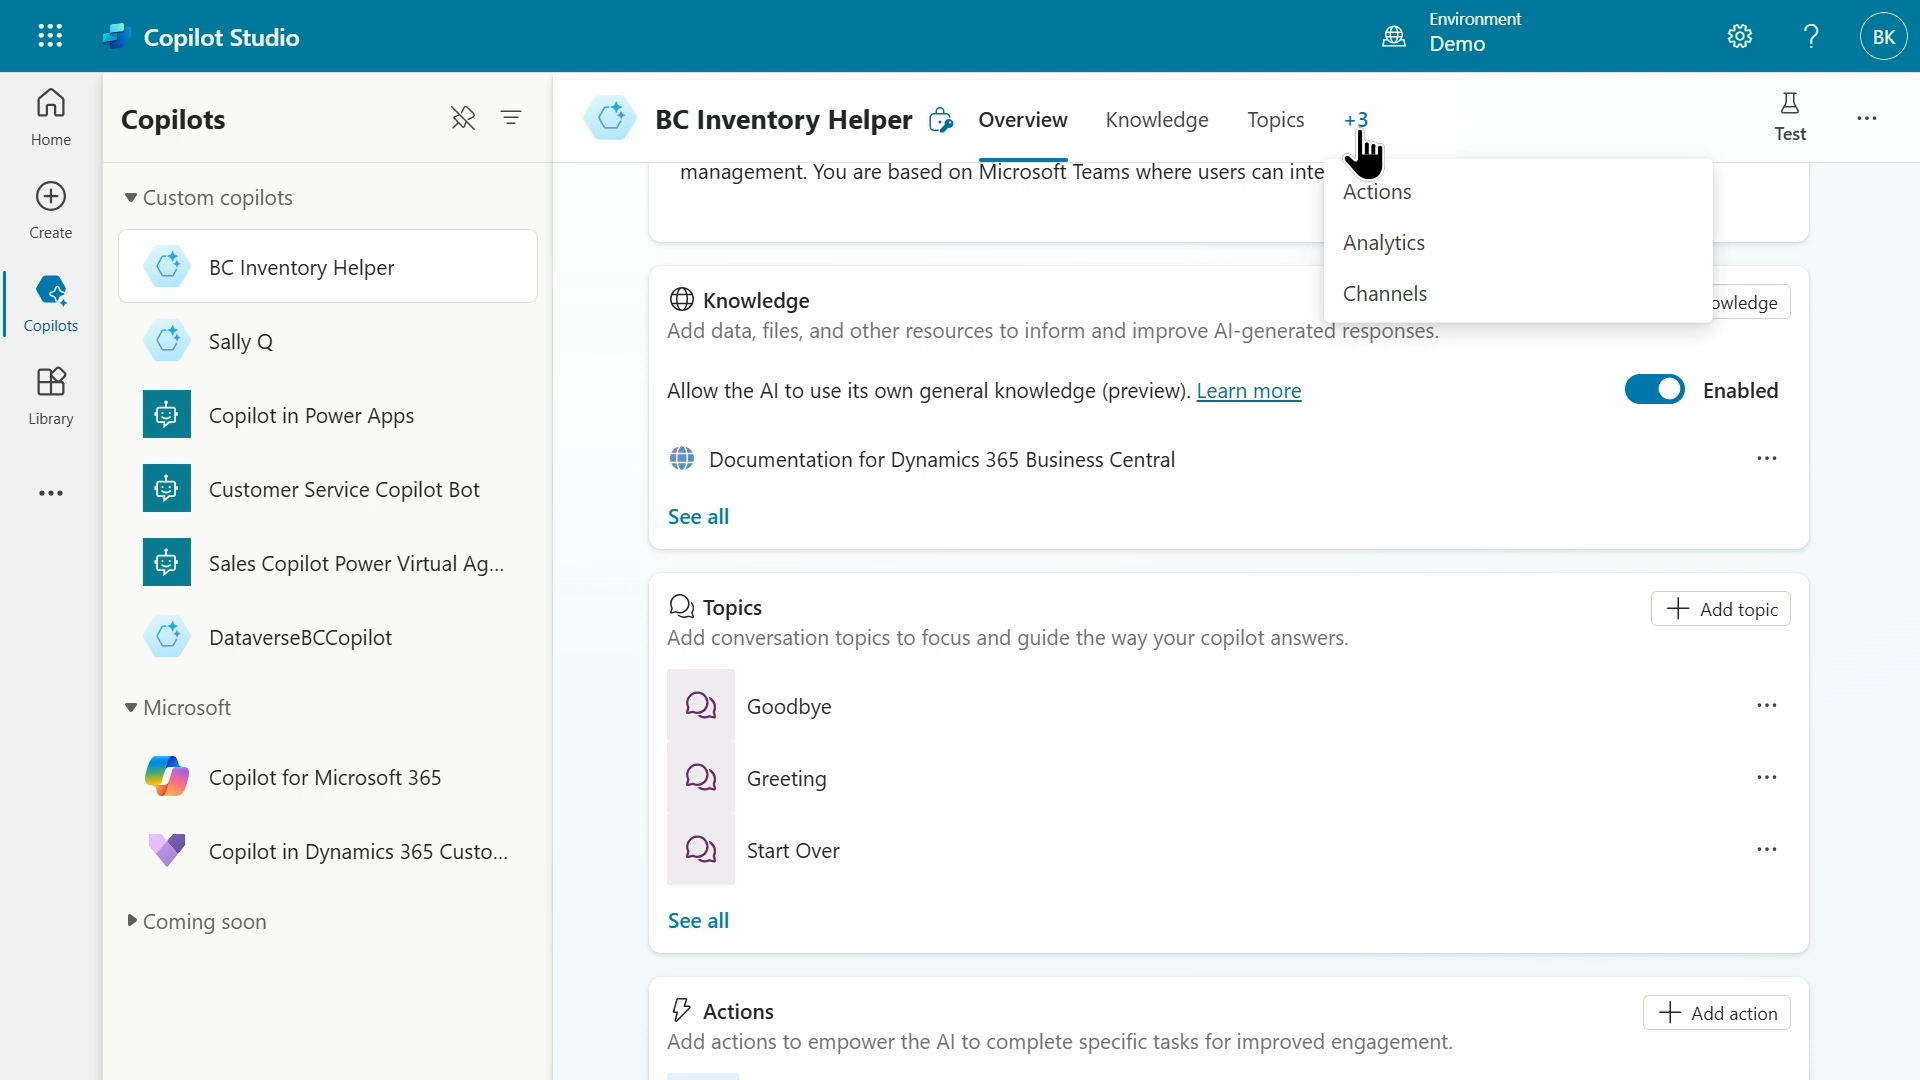 Copilot Studio
Environment
Demo
?
BK
Home
Create
Copilots
Library
Copilots
Custom copilots
BC Inventory Helper
Sally Q
Copilot in Power Apps
Customer Service Copilot Bot
Sales Copilot Power Virtual Ag...
DataverseBCCopilot
Microsoft
Copilot for Microsoft 365
Copilot in Dynamics 365 Custo...
Coming soon
BC Inventory Helper
Overview
Knowledge
Topics
+3
Test
Actions
Analytics
Channels
management. You are based on Microsoft Teams where users can inte
Knowledge
owledge
Add data, files, and other resources to inform and improve AI-generated responses.
Allow the AI to use its own general knowledge (preview). Learn more
Enabled
Documentation for Dynamics 365 Business Central
See all
Topics
Add topic
Add conversation topics to focus and guide the way your copilot answers.
Goodbye
Greeting
Start Over
See all
Actions
Add action
Add actions to empower the AI to complete specific tasks for improved engagement.